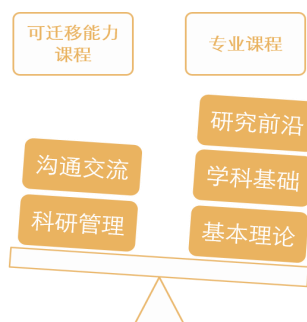 可迁移能力
课程
专业课程
研究前沿
沟通交流
学科基础
科研管理
基本理论